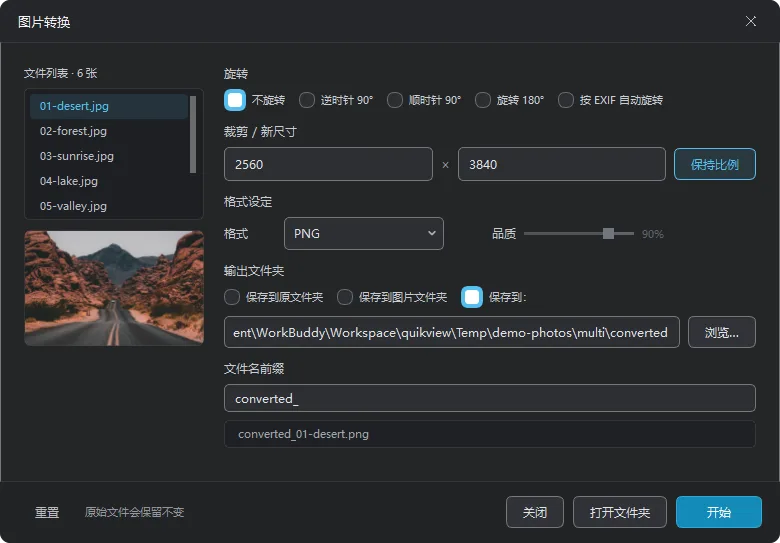 图片转换
文件列表 · 6 张
01-desert.jpg
02-forest.jpg
03-sunrise.jpg
04-lake.jpg
05-valley.jpg
旋转
不旋转 逆时针 90° 顺时针 90° 旋转 180° 按 EXIF 自动旋转
裁剪 / 新尺寸
2560 × 3840 保持比例
格式设定
格式 PNG 品质 90%
输出文件夹
保存到原文件夹 保存到图片文件夹 保存到:
ent\WorkBuddy\Workspace\quikview\Temp\demo-photos\multi\converted 浏览...
文件名前缀
converted_
converted_01-desert.png
重置 原始文件会保留不变 关闭 打开文件夹 开始